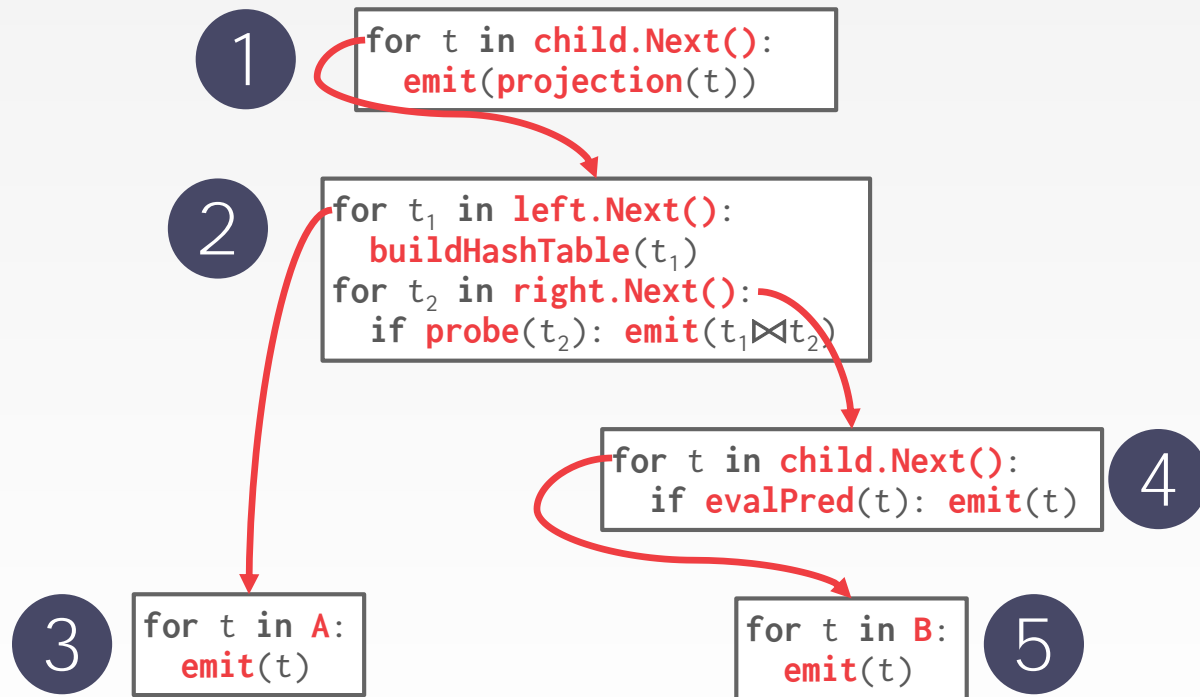 1
for t in child.Next():
  emit(projection(t))
2
for t₁ in left.Next():
  buildHashTable(t₁)
for t₂ in right.Next():
  if probe(t₂): emit(t₁⨝t₂)
for t in child.Next():
  if evalPred(t): emit(t)
4
3
for t in A:
  emit(t)
for t in B:
  emit(t)
5